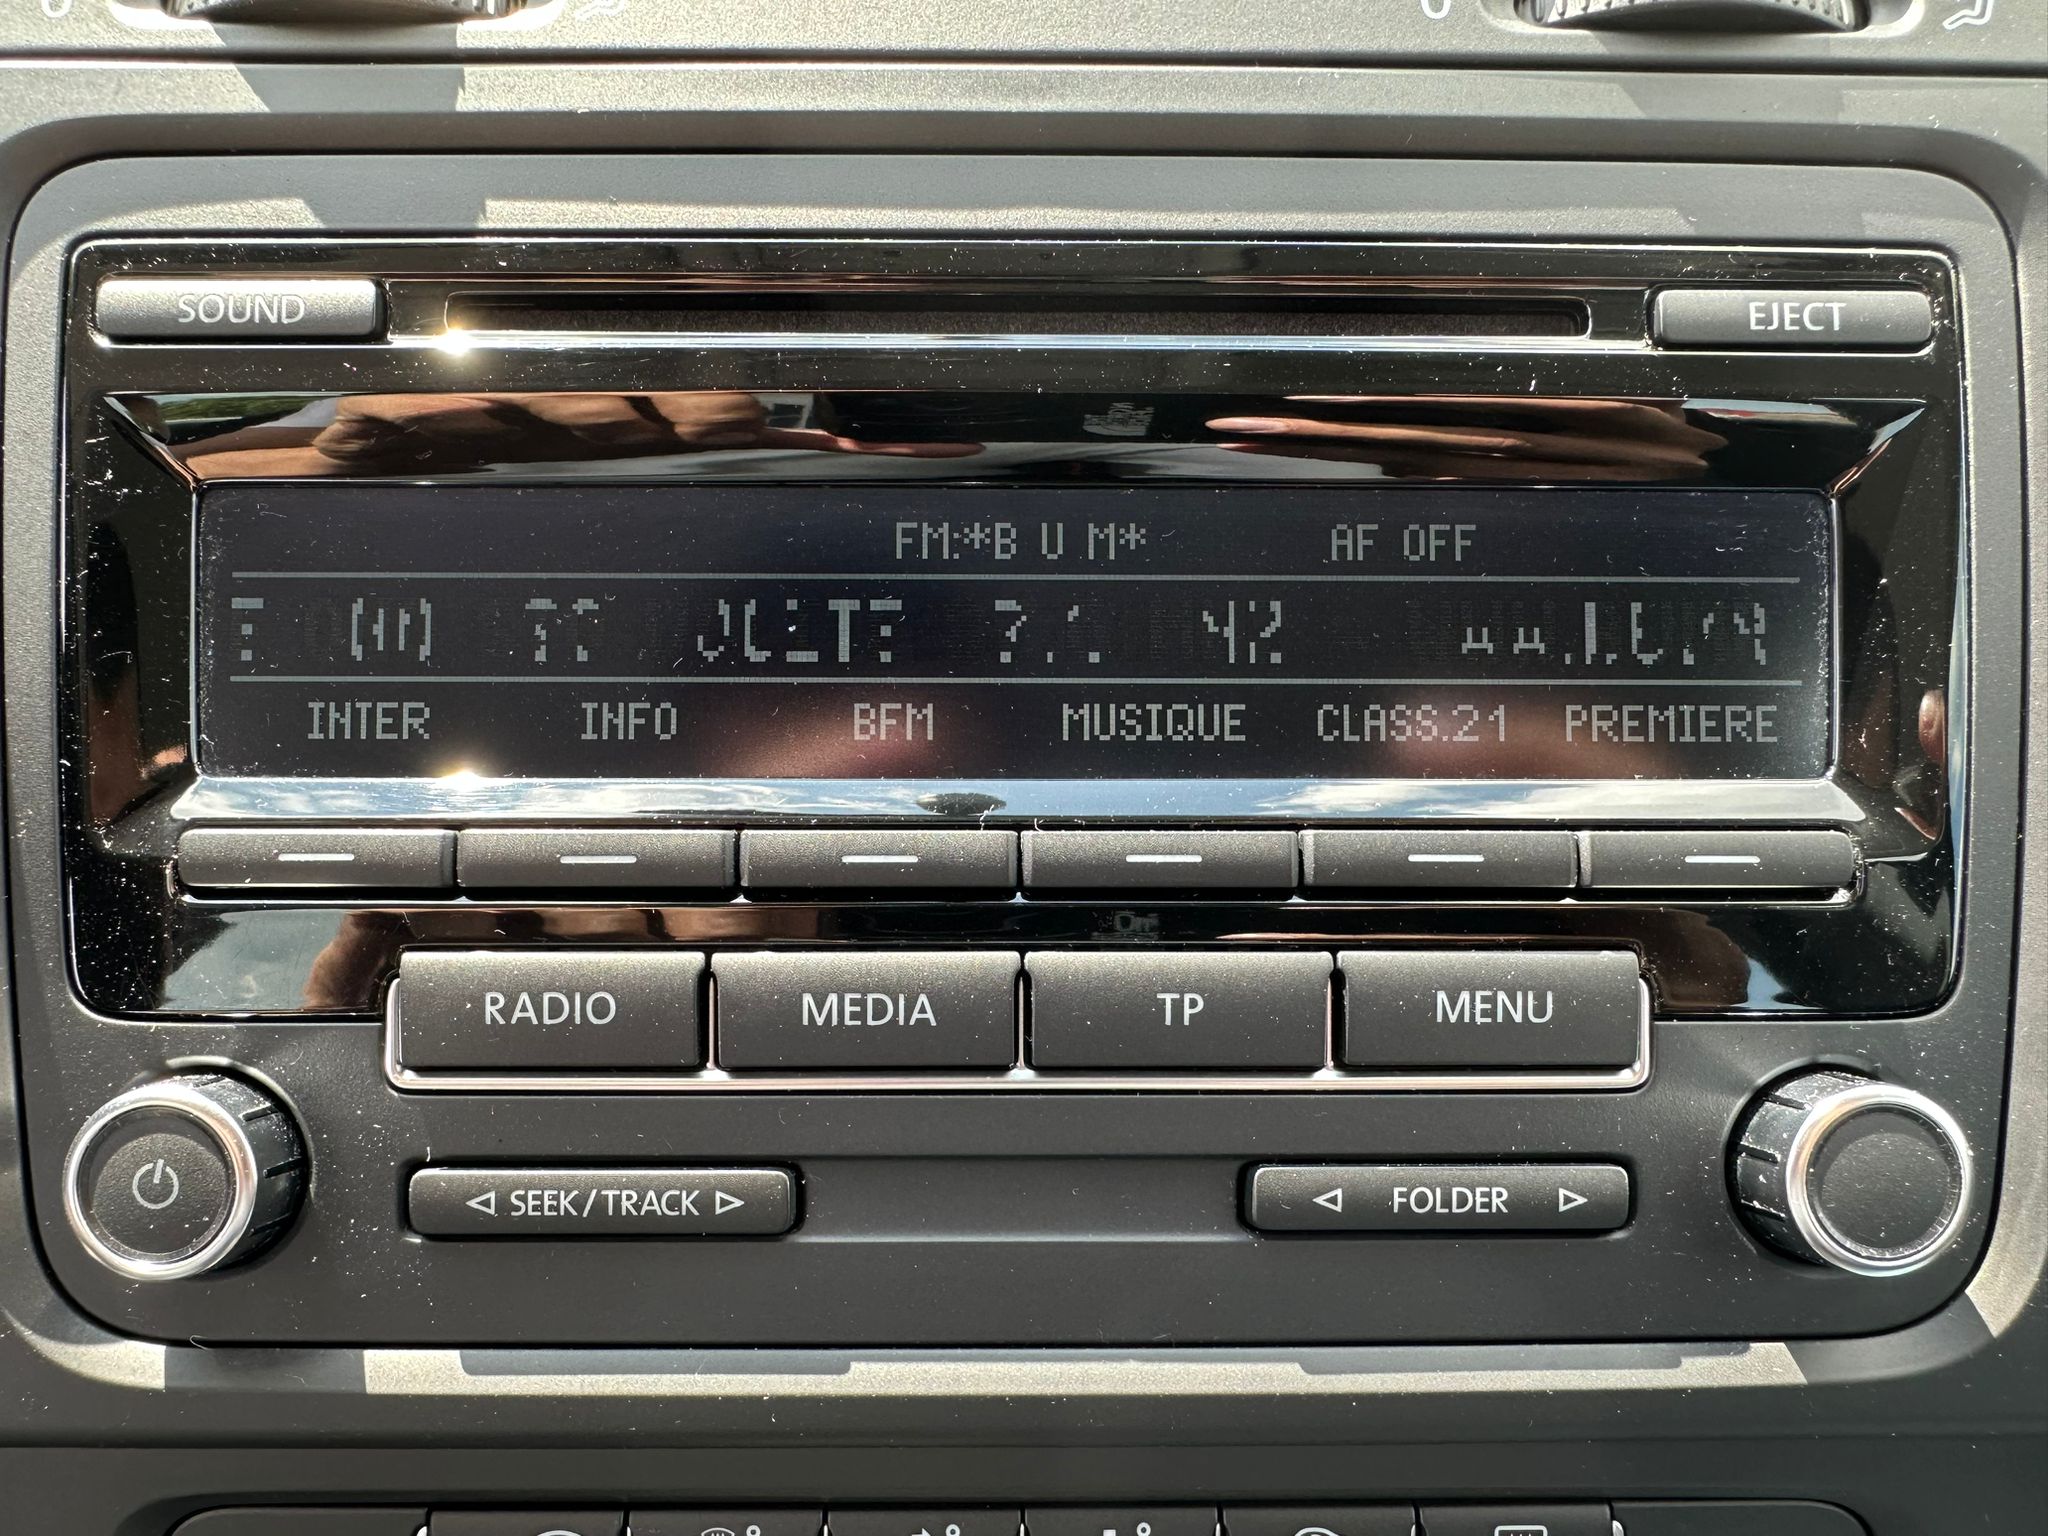 SOUND
EJECT
FM:*B U M* AF OFF
INTER INFO BFM MUSIQUE CLASS.21 PREMIERE
RADIO MEDIA TP MENU
SEEK/TRACK FOLDER